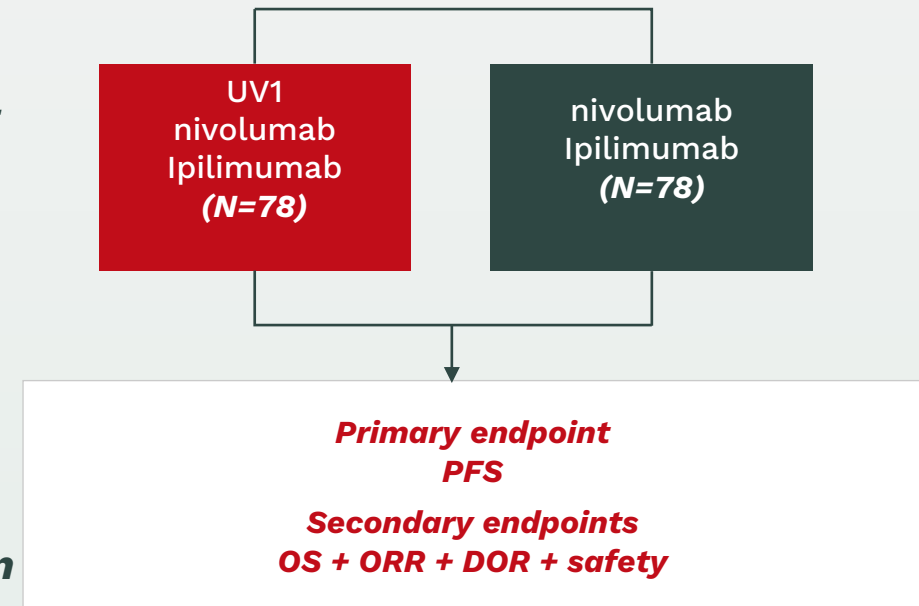 UV1
nivolumab
Ipilimumab
(N=78)
nivolumab
Ipilimumab
(N=78)
Primary endpoint
PFS
Secondary endpoints
OS + ORR + DOR + safety